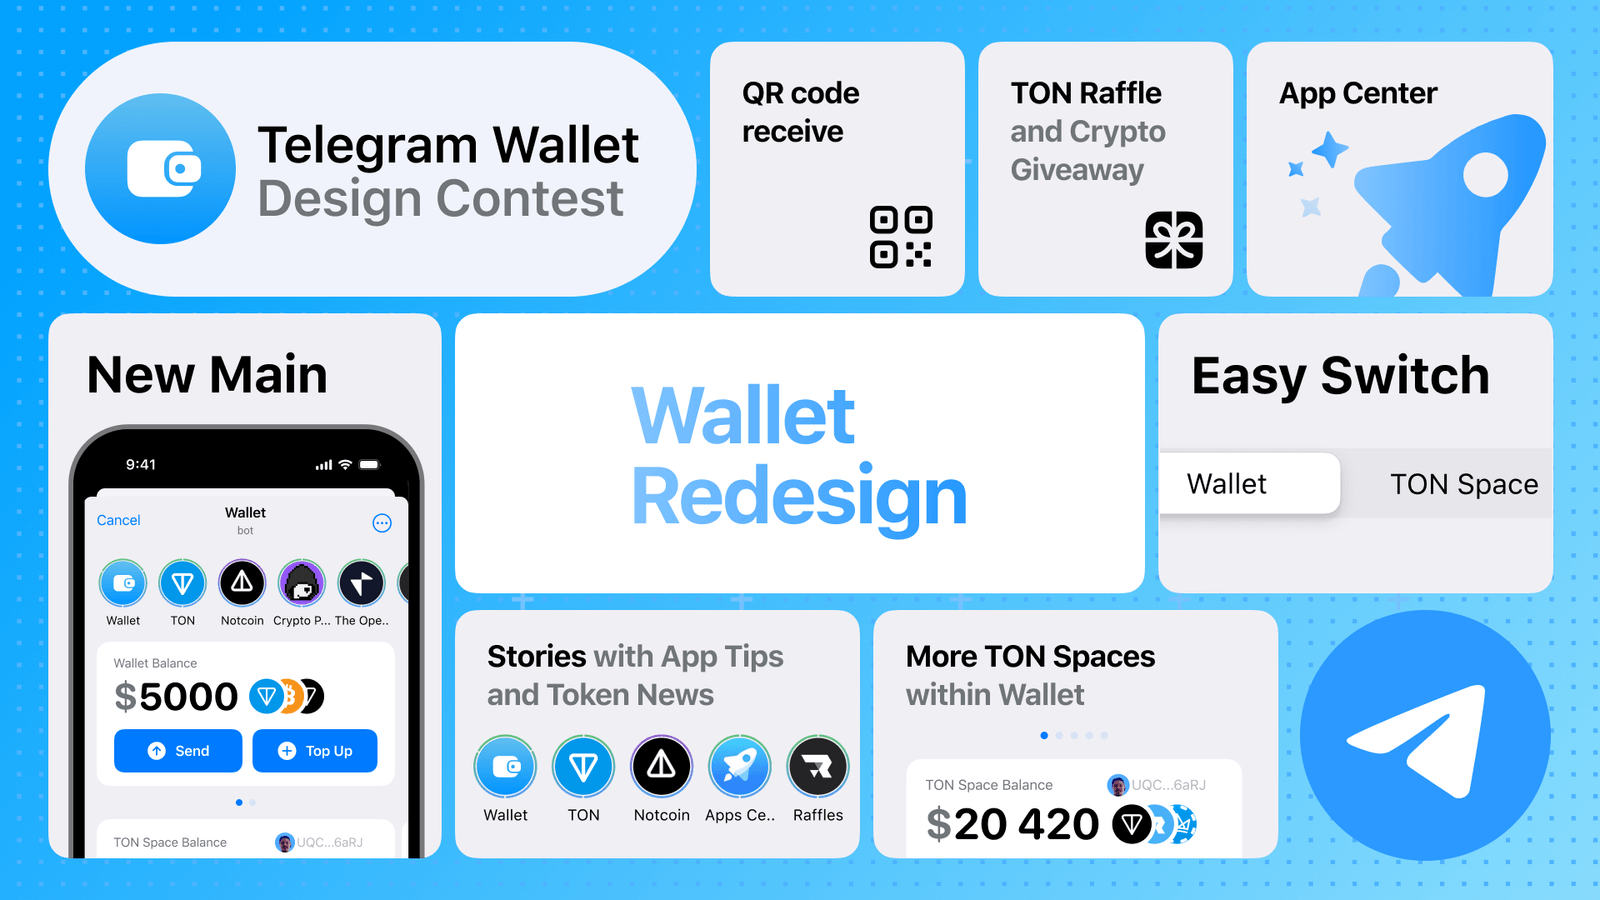 Telegram Wallet
Design Contest
QR code
receive
TON Raffle
and Crypto
Giveaway
App Center
New Main
9:41
Cancel
Wallet
bot
Wallet
TON
Notcoin
Crypto P...
The Ope..
Wallet Balance
$5000
Send
Top Up
TON Space Balance
UQC...6aRJ
Wallet
Redesign
Easy Switch
Wallet
TON Space
Stories with App Tips
and Token News
Wallet
TON
Notcoin
Apps Ce..
Raffles
More TON Spaces
within Wallet
TON Space Balance
UQC...6aRJ
$20 420